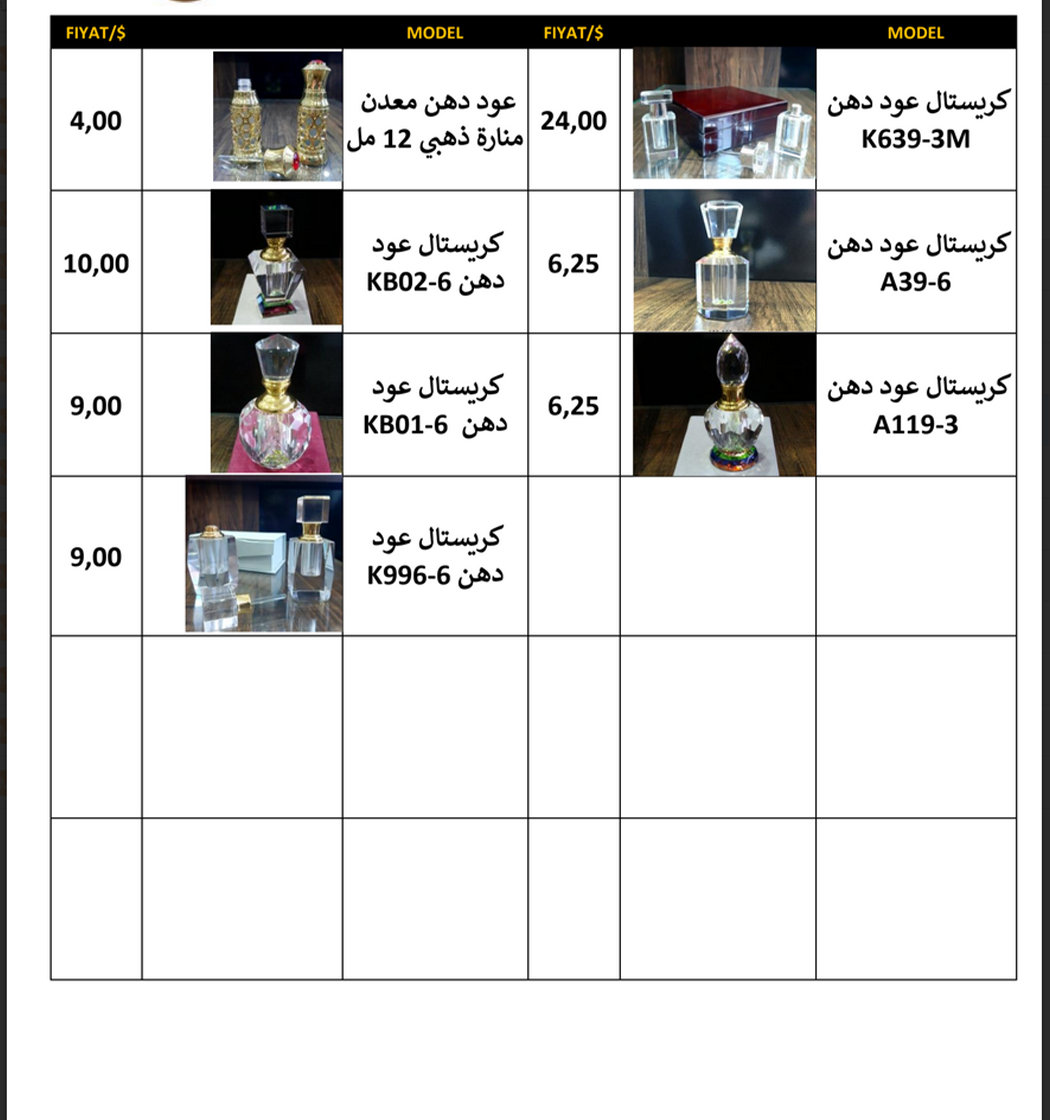 MODEL
FIYAT/$
MODEL
FIYAT/$
كريستال عود دهن
K639-3M
24,00
عود دهن معدن
منارة ذهبي 12 مل
4,00
كريستال عود دهن
A39-6
6,25
كريستال عود
دهن KB02-6
10,00
كريستال عود دهن
A119-3
6,25
كريستال عود
دهن KB01-6
9,00
كريستال عود
دهن K996-6
9,00